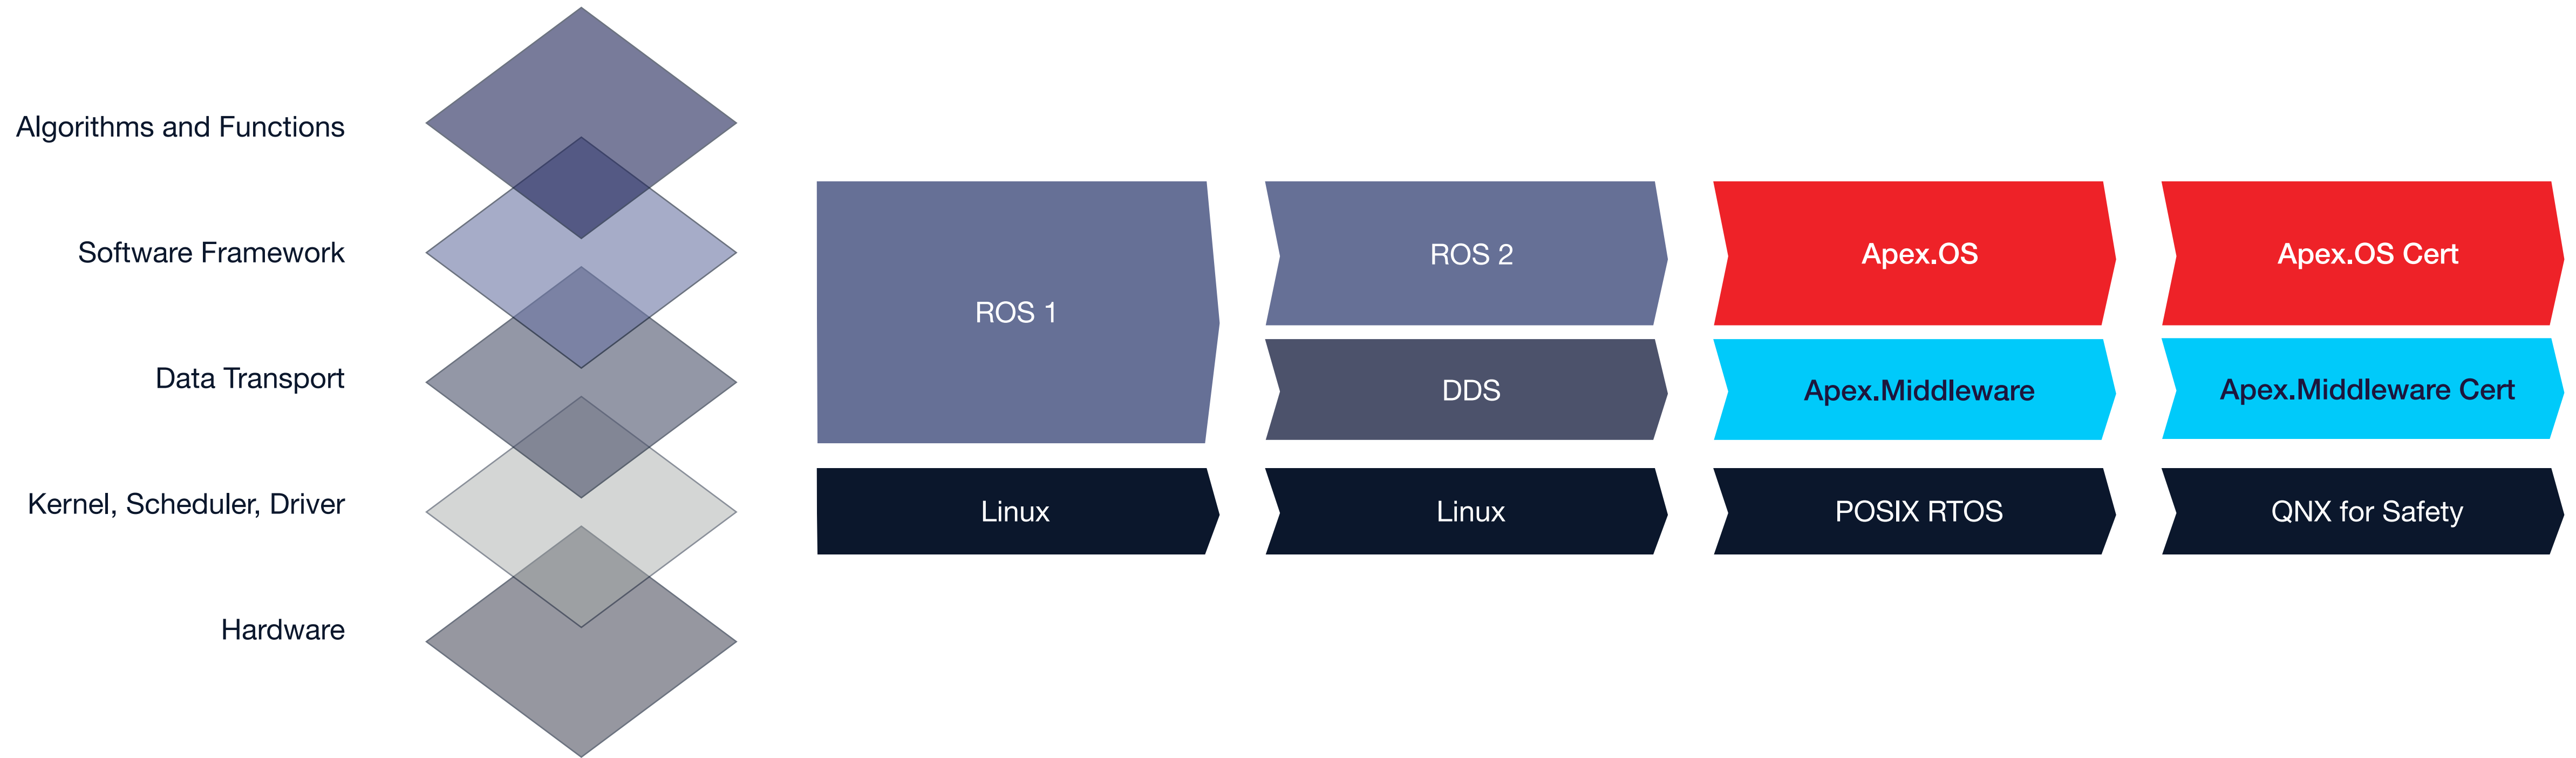 Algorithms and Functions
Software Framework
Data Transport
Kernel, Scheduler, Driver
Hardware
ROS 1
Linux
ROS 2
DDS
Linux
Apex.OS
Apex.Middleware
POSIX RTOS
Apex.OS Cert
Apex.Middleware Cert
QNX for Safety